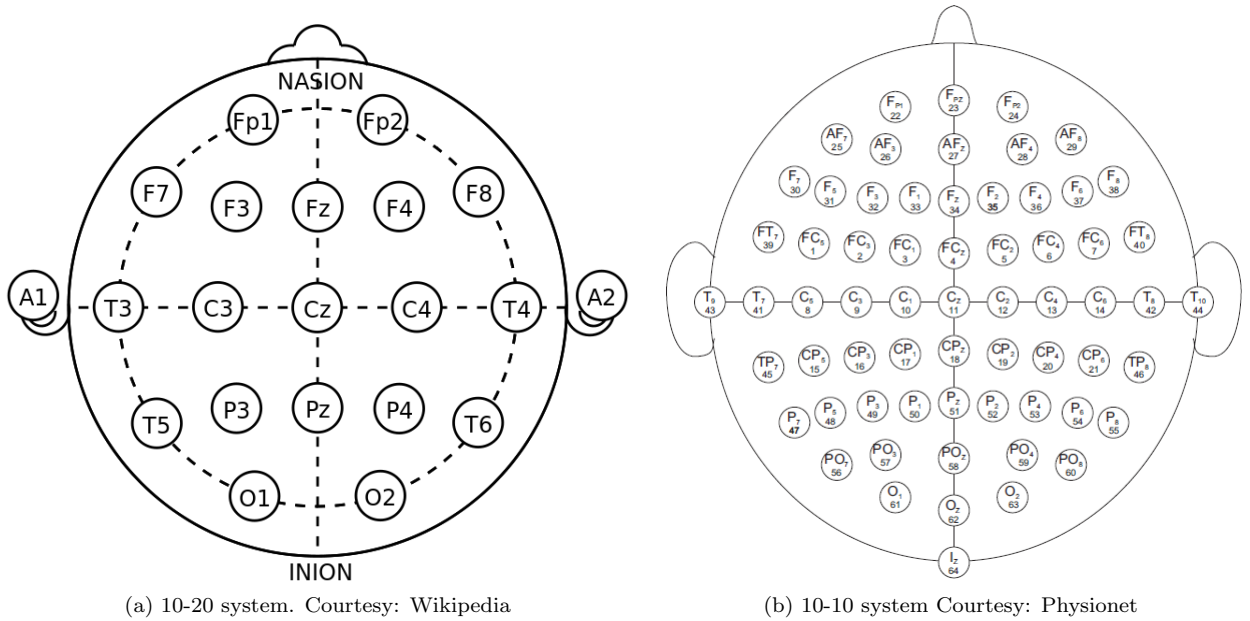 NASION
Fp1 Fp2
F7 F3 Fz F4 F8
A1 T3 C3 Cz C4 T4 A2
T5 P3 Pz P4 T6
O1 O2
INION
(a) 10-20 system. Courtesy: Wikipedia
FP1 22 FPZ 23 FP2 24
AF7 25 AF3 26 AFZ 27 AF4 28 AF8 29
F7 30 F5 31 F3 32 F1 33 FZ 34 F2 35 F4 36 F6 37 F8 38
FT7 39 FC5 1 FC3 2 FC1 3 FCZ 4 FC2 5 FC4 6 FC6 7 FT8 40
T9 43 T7 41 C5 8 C3 9 C1 10 CZ 11 C2 12 C4 13 C6 14 T8 42 T10 44
TP7 45 CP5 15 CP3 16 CP1 17 CPZ 18 CP2 19 CP4 20 CP6 21 TP8 46
P7 47 P5 48 P3 49 P1 50 PZ 51 P2 52 P4 53 P6 54 P8 55
PO7 56 PO3 57 POZ 58 PO4 59 PO8 60
O1 61 OZ 62 O2 63
IZ 64
(b) 10-10 system Courtesy: Physionet